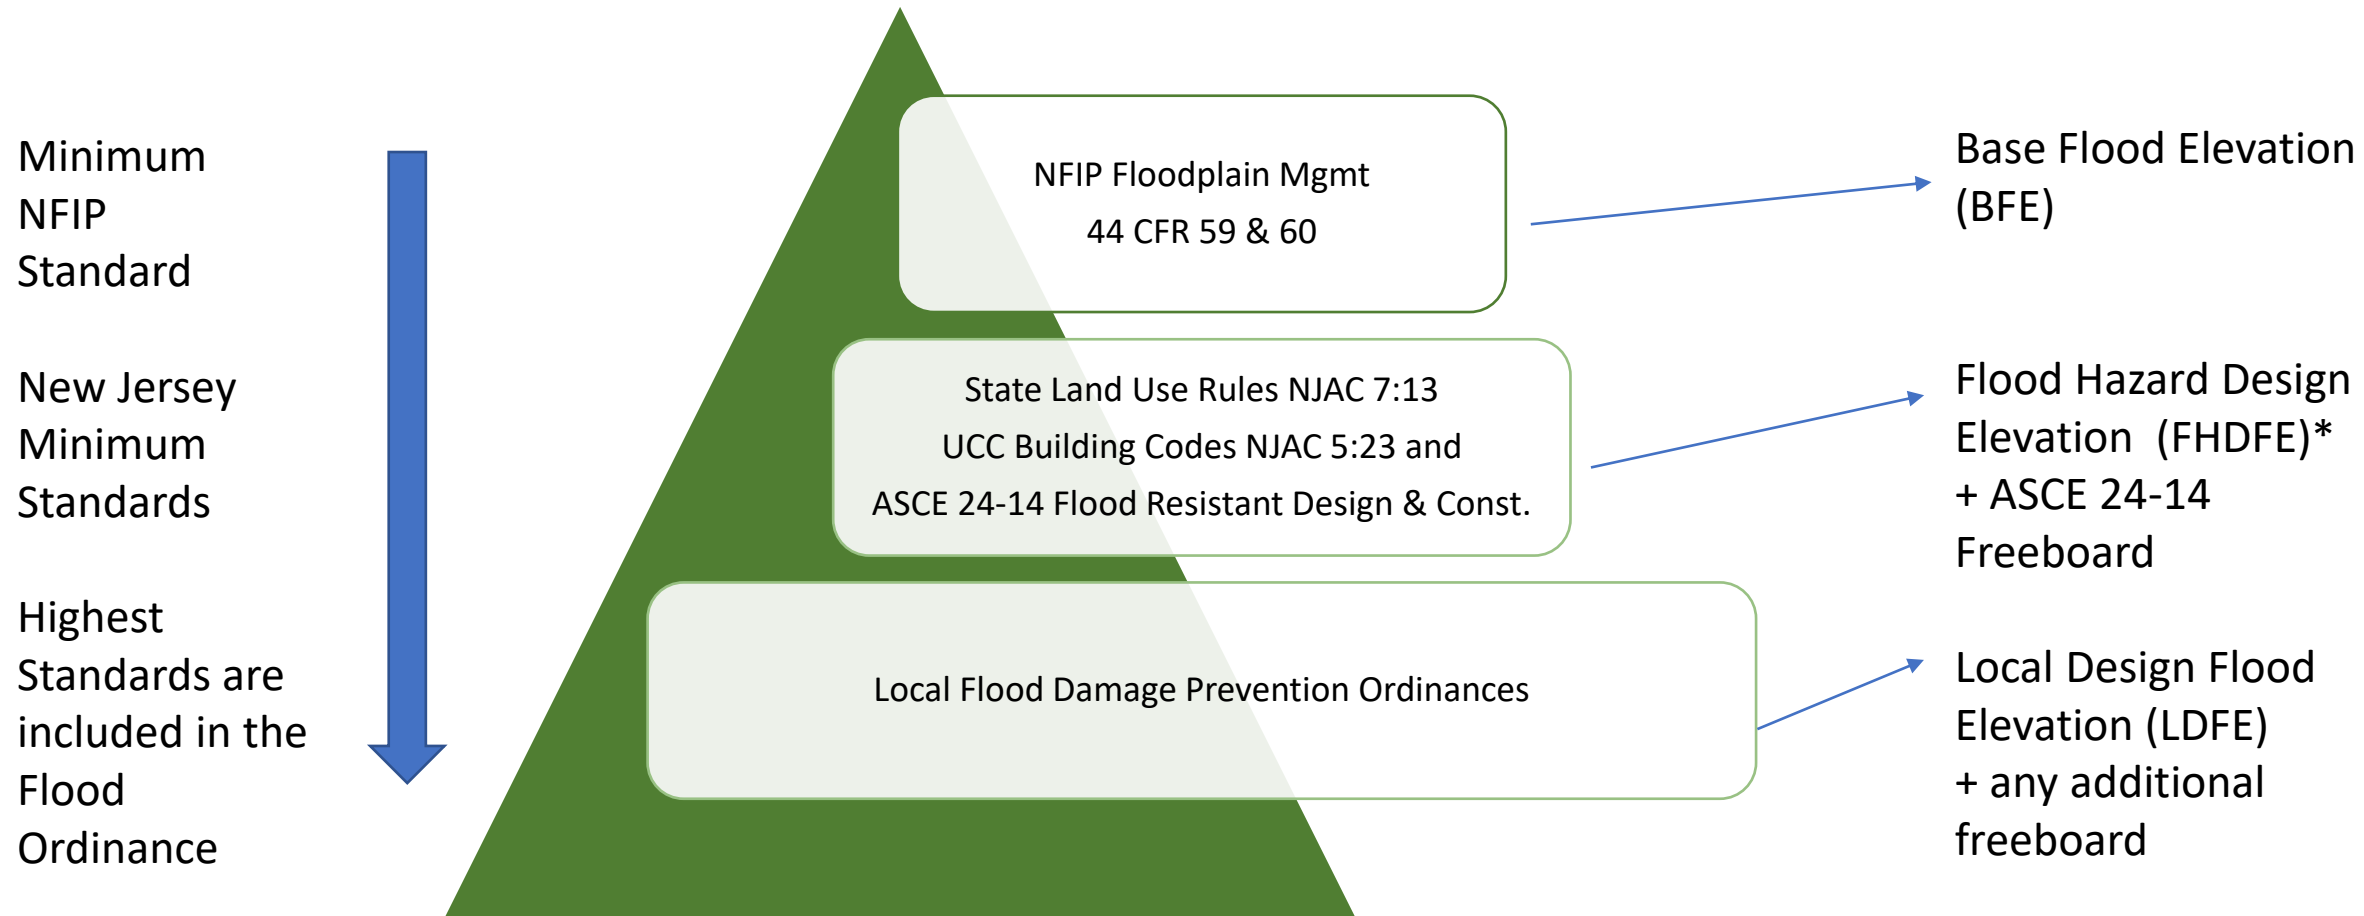 Minimum
NFIP
Standard
New Jersey
Minimum
Standards
Highest
Standards are
included in the
Flood
Ordinance
NFIP Floodplain Mgmt
44 CFR 59 & 60
State Land Use Rules NJAC 7:13
UCC Building Codes NJAC 5:23 and
ASCE 24-14 Flood Resistant Design & Const.
Local Flood Damage Prevention Ordinances
Base Flood Elevation
(BFE)
Flood Hazard Design
Elevation (FHDFE)*
+ ASCE 24-14
Freeboard
Local Design Flood
Elevation (LDFE)
+ any additional
freeboard